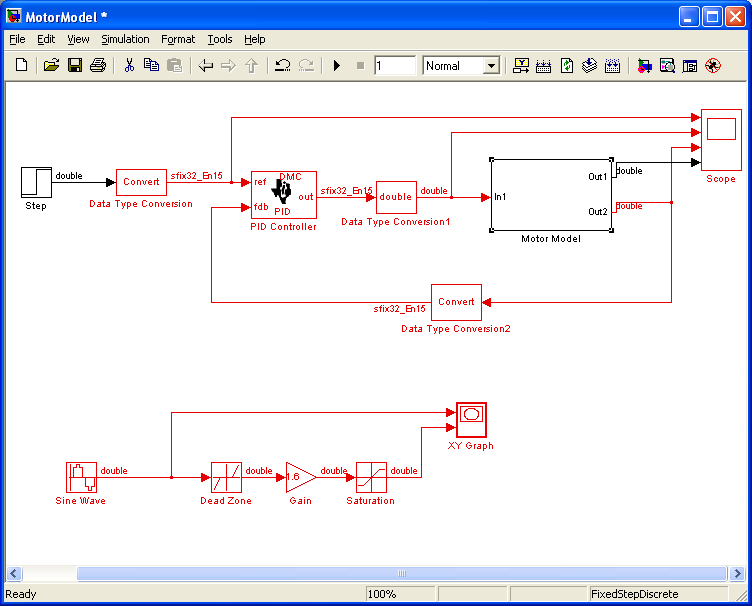 MotorModel *
File Edit View Simulation Format Tools Help
1 Normal
double
Step
Convert
Data Type Conversion
sfix32_En15
ref
DMC
fdb
out
PID
PID Controller
sfix32_En15
double
Data Type Conversion1
double
In1
Out1
Out2
Motor Model
double
double
Scope
Convert
sfix32_En15
Data Type Conversion2
XY Graph
double
Sine Wave
Dead Zone
double
1.6
Gain
double
Saturation
double
Ready 100% FixedStepDiscrete